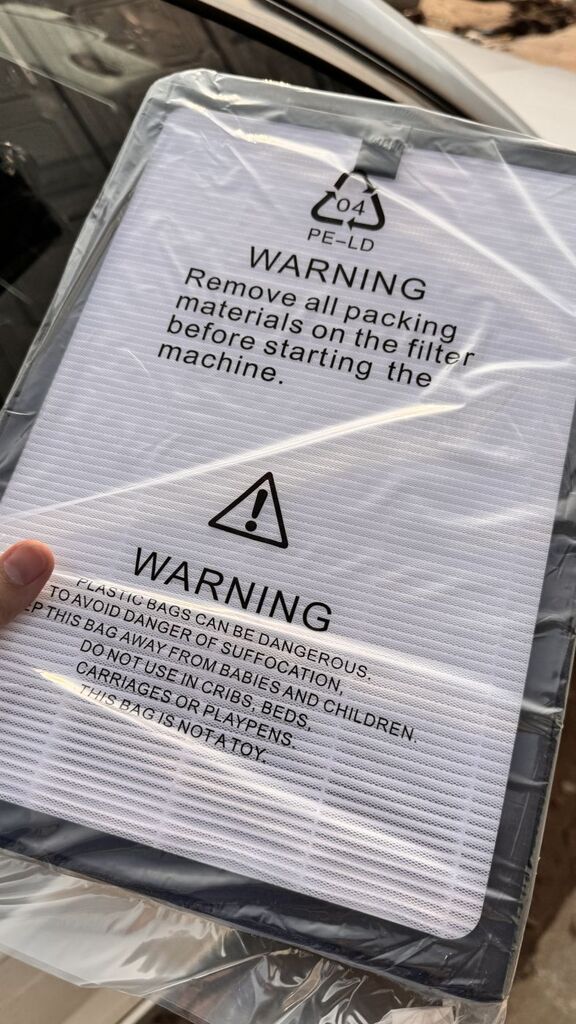 04
PE-LD
WARNING
Remove all packing
materials on the filter
before starting the
machine.
WARNING
PLASTIC BAGS CAN BE DANGEROUS.
TO AVOID DANGER OF SUFFOCATION,
EP THIS BAG AWAY FROM BABIES AND CHILDREN.
DO NOT USE IN CRIBS, BEDS,
CARRIAGES OR PLAYPENS.
THIS BAG IS NOT A TOY.